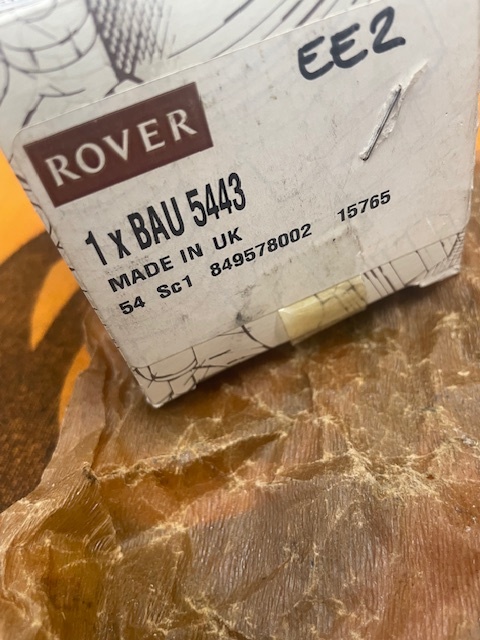 EE2
ROVER
1 x BAU 5443
MADE IN UK
54 Sc1 849578002 15765